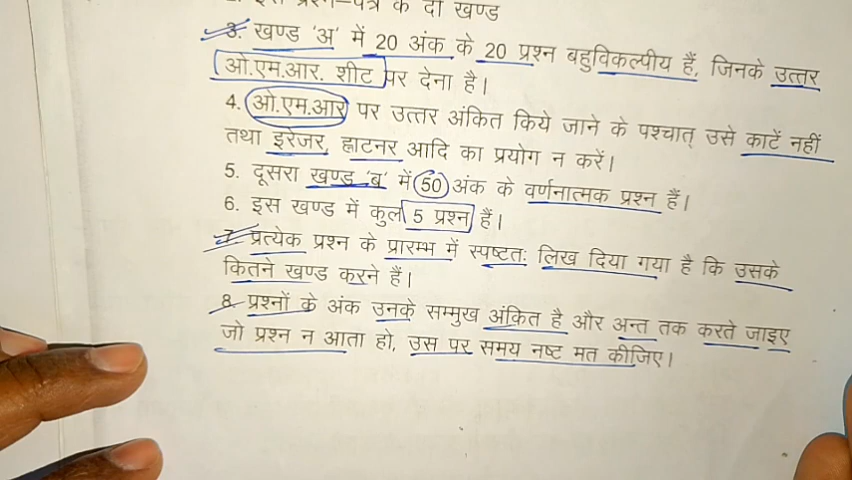 2. इस प्रश्न-पत्र के दो खण्ड
3. खण्ड 'अ' में 20 अंक के 20 प्रश्न बहुविकल्पीय हैं, जिनके उत्तर
ओ.एम.आर. शीट पर देना है।
4. ओ.एम.आर पर उत्तर अंकित किये जाने के पश्चात् उसे काटें नहीं
तथा इरेजर, ह्वाटनर आदि का प्रयोग न करें।
5. दूसरा खण्ड 'ब' में 50 अंक के वर्णनात्मक प्रश्न हैं।
6. इस खण्ड में कुल 5 प्रश्न हैं।
7. प्रत्येक प्रश्न के प्रारम्भ में स्पष्टतः लिख दिया गया है कि उसके
कितने खण्ड करने हैं।
8. प्रश्नों के अंक उनके सम्मुख अंकित है और अन्त तक करते जाइए
जो प्रश्न न आता हो, उस पर समय नष्ट मत कीजिए।